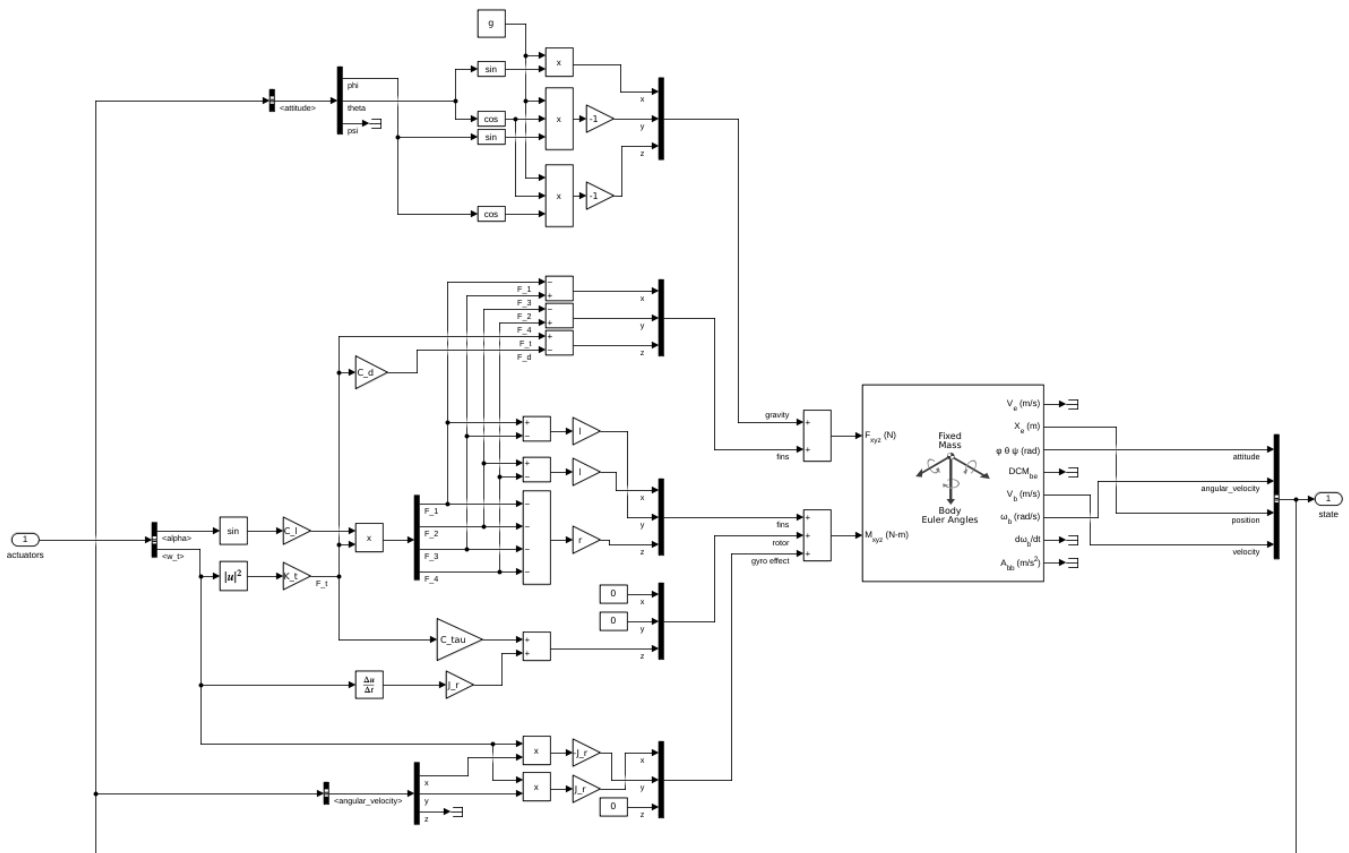 g
x
sin
x
phi
<attitude>
theta
cos
x
-1
y
psi
sin
z
x
-1
cos
F_1
x
F_3
F_2
y
F_4
F_t
z
F_d
C_d
+
−
l
+
−
l
x
y
z
r
F_1
F_2
F_3
F_4
1
actuators
<alpha>
<w_t>
sin
C_l
x
|u|²
K_t
F_t
C_tau
+
+
0
x
0
y
z
Δu
Δt
J_r
x
J_r
x
x
J_r
y
0
z
<angular_velocity>
x
y
z
gravity
+
fins
+
fins
+
rotor
+
gyro effect
+
F_xyz (N)
M_xyz (N-m)
Fixed
Mass
Body
Euler Angles
V_e (m/s)
X_e (m)
φ θ ψ (rad)
DCM_be
V_b (m/s)
ω_b (rad/s)
dω_b/dt
A_bb (m/s²)
attitude
angular_velocity
position
velocity
1
state